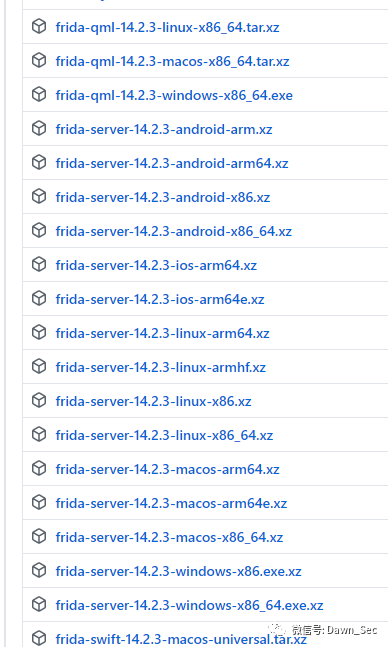 frida-qml-14.2.3-linux-x86_64.tar.xz
frida-qml-14.2.3-macos-x86_64.tar.xz
frida-qml-14.2.3-windows-x86_64.exe
frida-server-14.2.3-android-arm.xz
frida-server-14.2.3-android-arm64.xz
frida-server-14.2.3-android-x86.xz
frida-server-14.2.3-android-x86_64.xz
frida-server-14.2.3-ios-arm64.xz
frida-server-14.2.3-ios-arm64e.xz
frida-server-14.2.3-linux-arm64.xz
frida-server-14.2.3-linux-armhf.xz
frida-server-14.2.3-linux-x86.xz
frida-server-14.2.3-linux-x86_64.xz
frida-server-14.2.3-macos-arm64.xz
frida-server-14.2.3-macos-arm64e.xz
frida-server-14.2.3-macos-x86_64.xz
frida-server-14.2.3-windows-x86.exe.xz
frida-server-14.2.3-windows-x86_64.exe.xz
微信号: Dawn_Sec
frida-swift-14.2.3-macos-universal.tar.xz